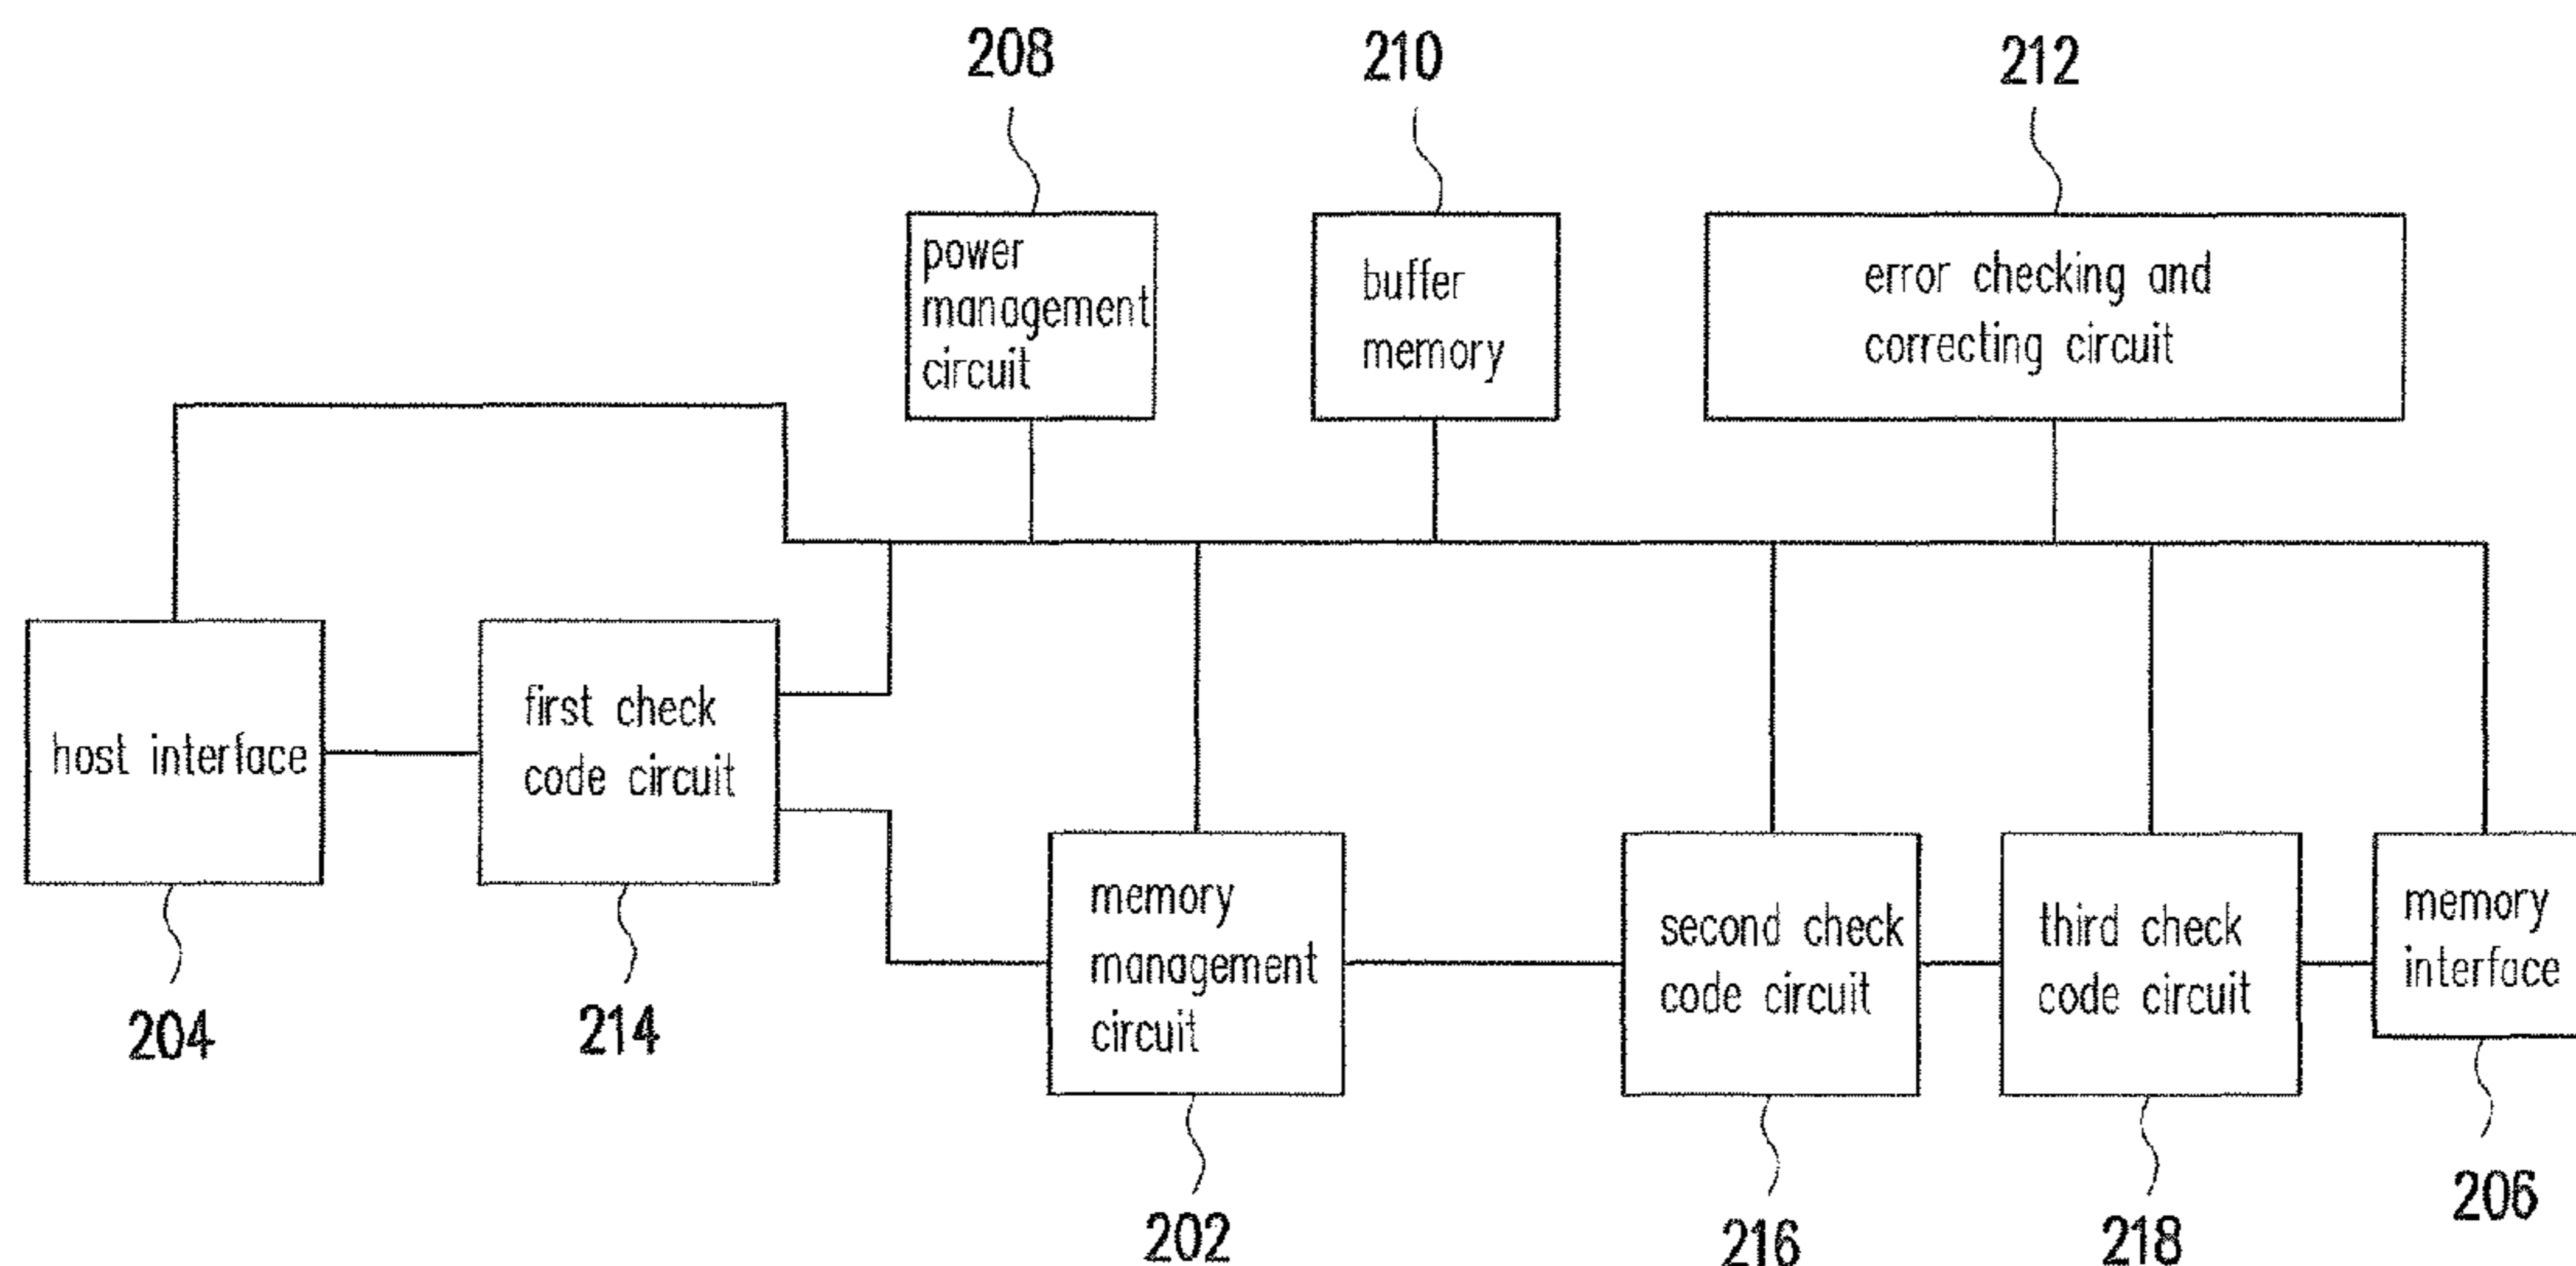 208
210
212
power
management
circuit
buffer
memory
error checking and
correcting circuit
host interface
first check
code circuit
memory
management
circuit
second check
code circuit
third check
code circuit
memory
interface
204
214
202
216
218
206